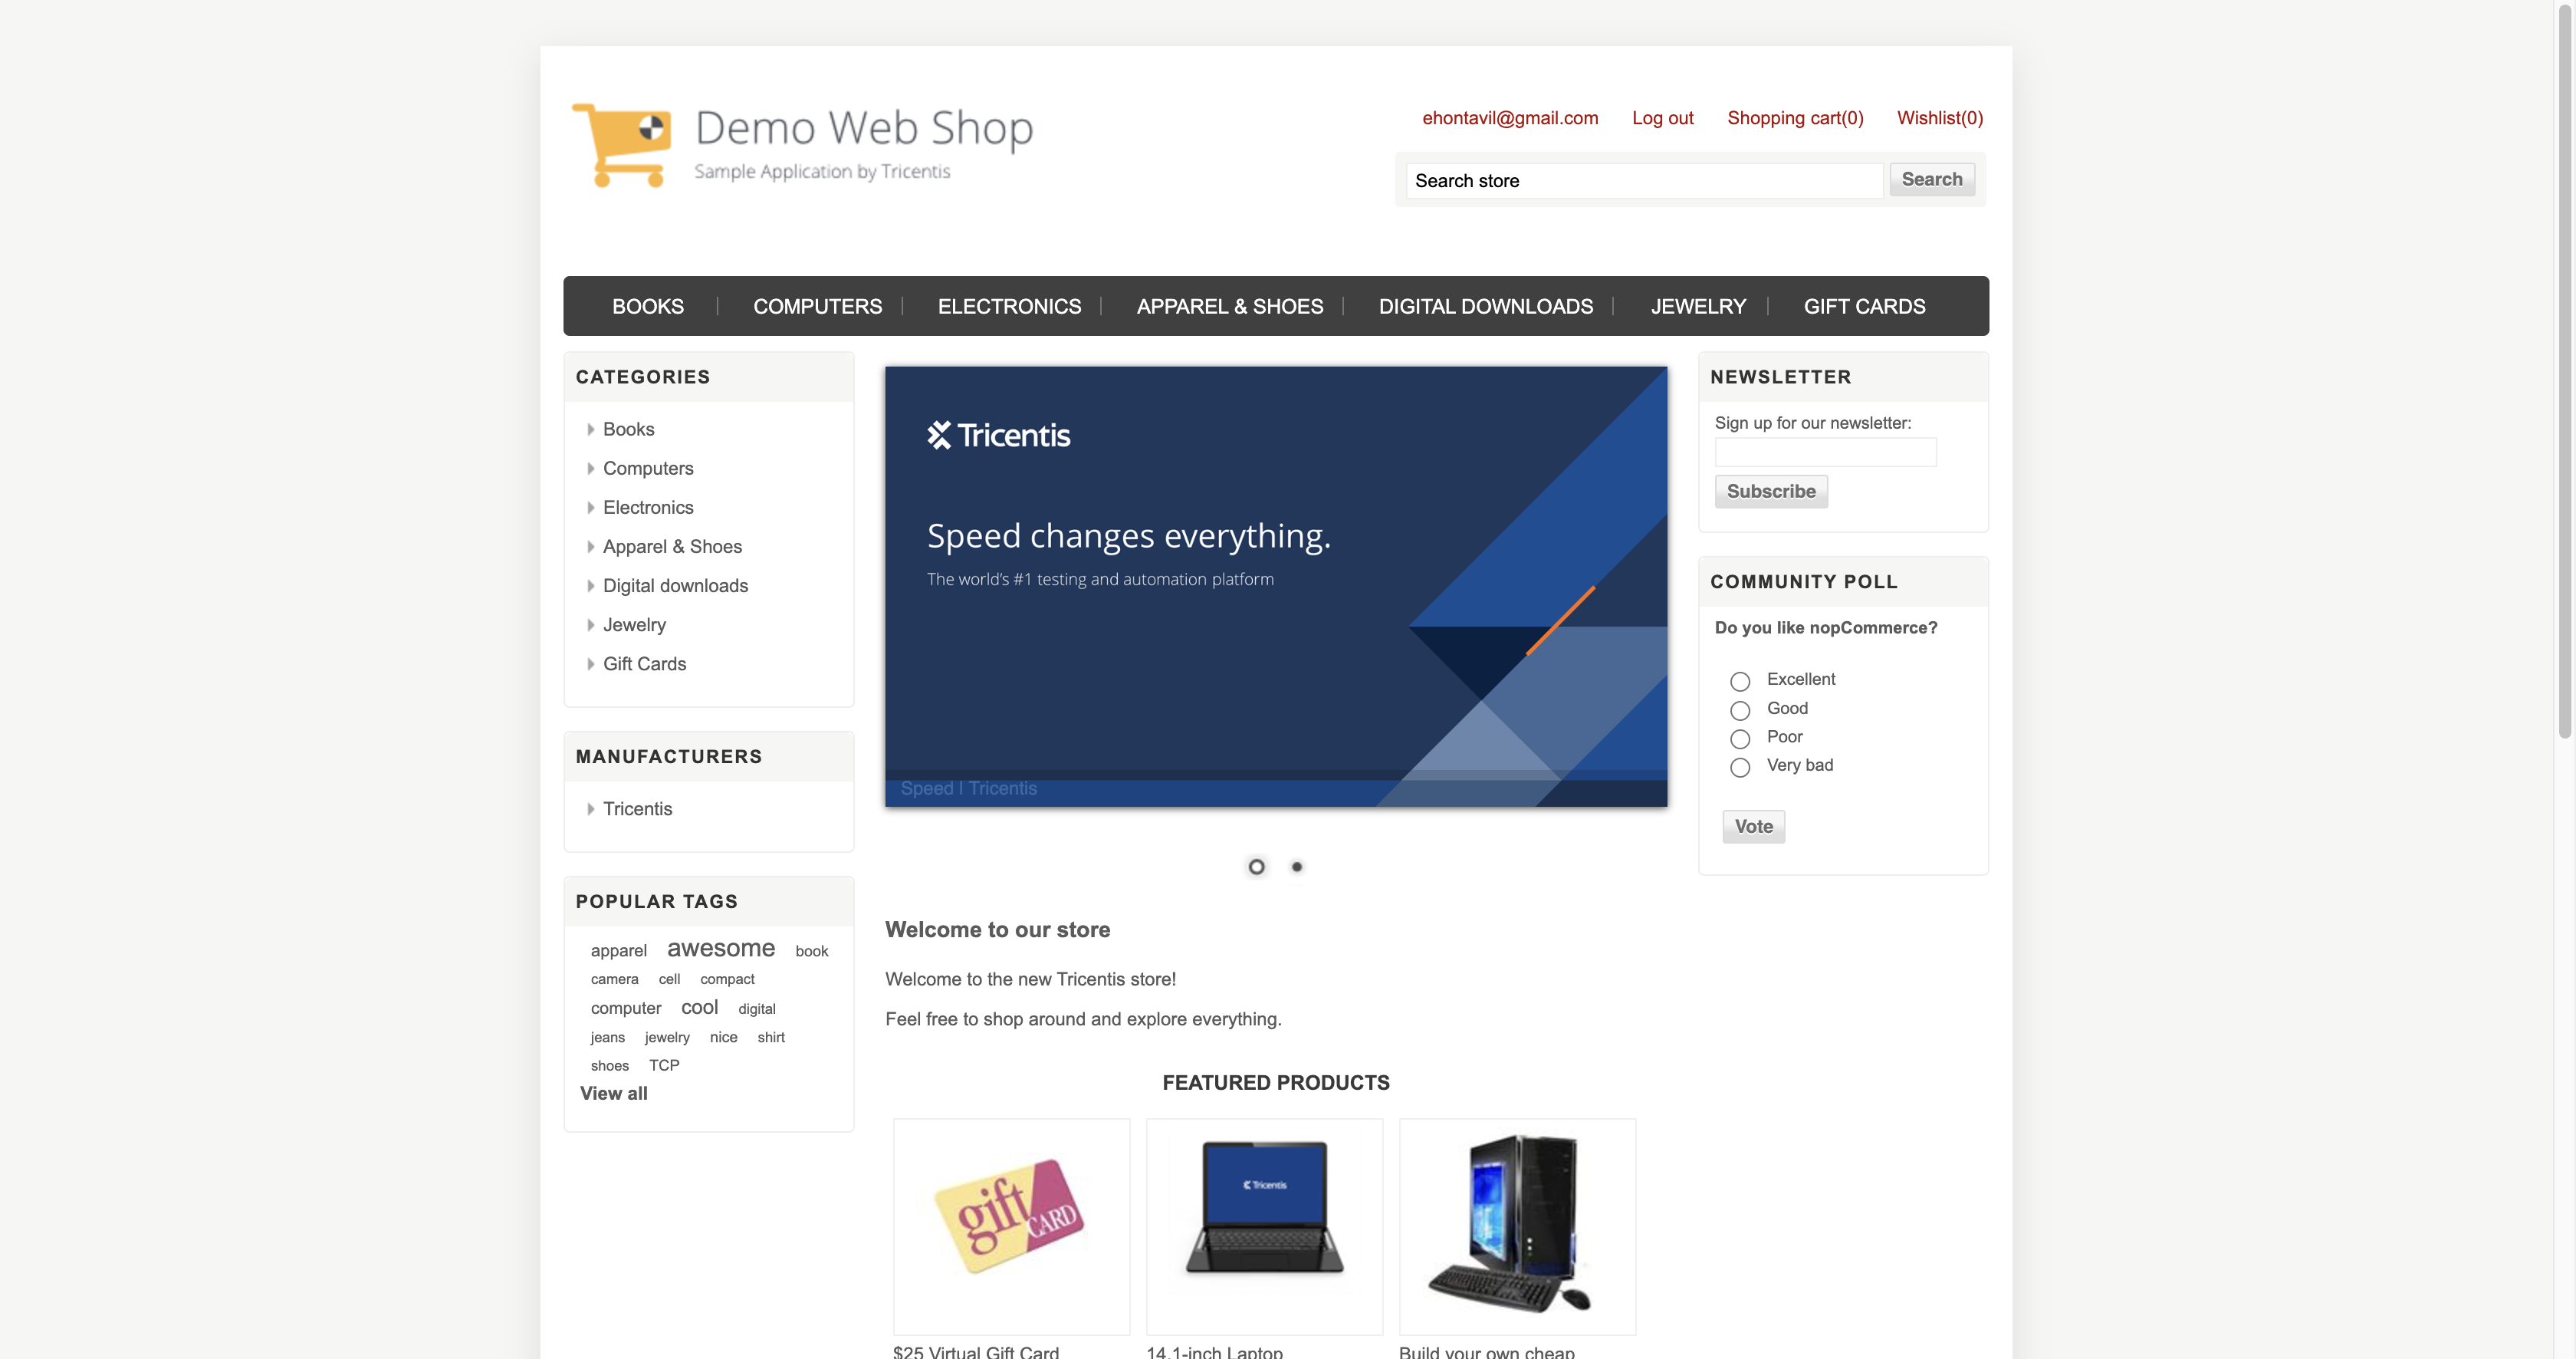 Demo Web Shop
Sample Application by Tricentis
ehontavil@gmail.com Log out Shopping cart(0) Wishlist(0)
Search store Search
BOOKS COMPUTERS ELECTRONICS APPAREL & SHOES DIGITAL DOWNLOADS JEWELRY GIFT CARDS
CATEGORIES
Books
Computers
Electronics
Apparel & Shoes
Digital downloads
Jewelry
Gift Cards
MANUFACTURERS
Tricentis
POPULAR TAGS
apparel awesome book
camera cell compact
computer cool digital
jeans jewelry nice shirt
shoes TCP
View all
Tricentis
Speed changes everything.
The world's #1 testing and automation platform
Speed I Tricentis
Welcome to our store
Welcome to the new Tricentis store!
Feel free to shop around and explore everything.
FEATURED PRODUCTS
gift CARD
Tricentis
$25 Virtual Gift Card
14.1-inch Laptop
Build your own cheap
NEWSLETTER
Sign up for our newsletter:
Subscribe
COMMUNITY POLL
Do you like nopCommerce?
Excellent
Good
Poor
Very bad
Vote